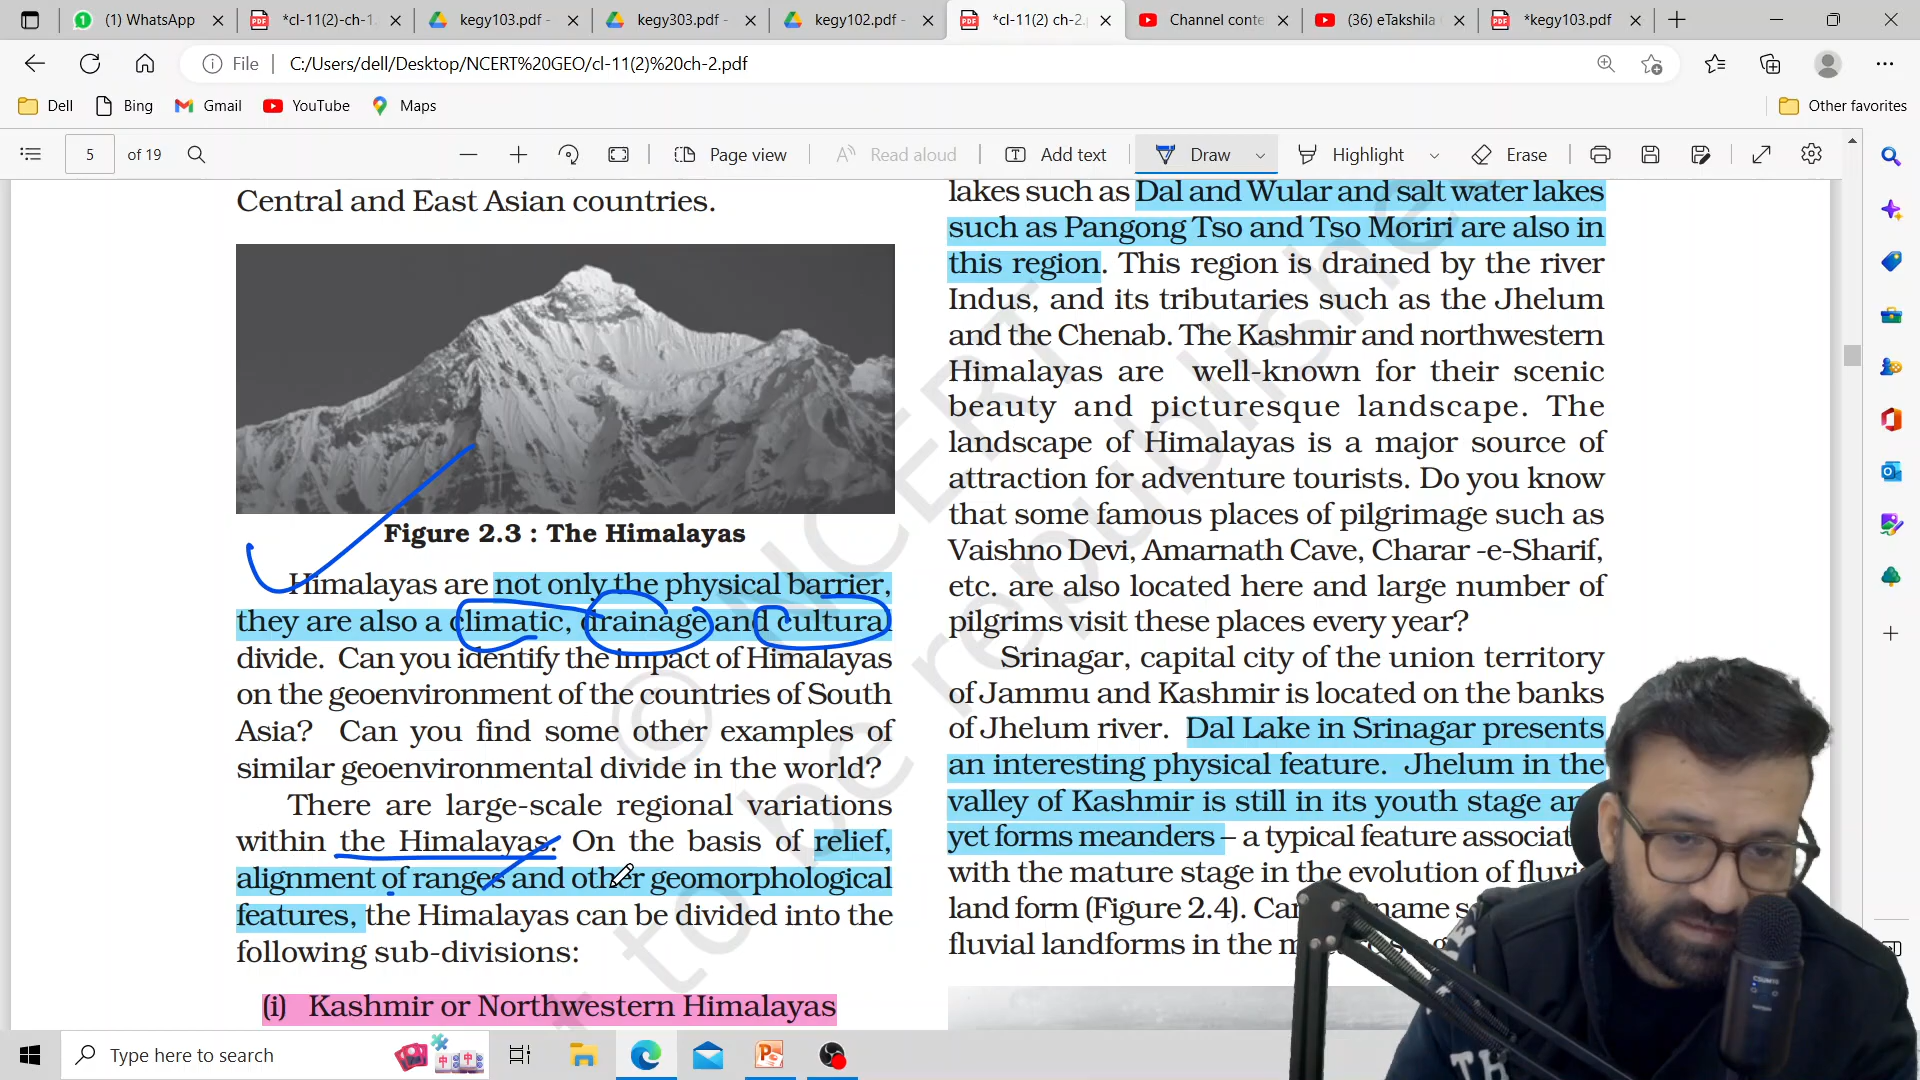 (1) WhatsApp
*cl-11(2)-ch-1.
kegy103.pdf -
kegy303.pdf -
kegy102.pdf -
*cl-11(2) ch-2.
Channel conte
(36) eTakshila
*kegy103.pdf
File
C:/Users/dell/Desktop/NCERT%20GEO/cl-11(2)%20ch-2.pdf
Dell
Bing
Gmail
YouTube
Maps
Other favorites
5 of 19
Page view
Read aloud
Add text
Draw
Highlight
Erase
Central and East Asian countries.
Figure 2.3 : The Himalayas
Himalayas are not only the physical barrier,
they are also a climatic, drainage and cultural
divide. Can you identify the impact of Himalayas
on the geoenvironment of the countries of South
Asia? Can you find some other examples of
similar geoenvironmental divide in the world?
There are large-scale regional variations
within the Himalayas. On the basis of relief,
alignment of ranges and other geomorphological
features, the Himalayas can be divided into the
following sub-divisions:
(i) Kashmir or Northwestern Himalayas
lakes such as Dal and Wular and salt water lakes
such as Pangong Tso and Tso Moriri are also in
this region. This region is drained by the river
Indus, and its tributaries such as the Jhelum
and the Chenab. The Kashmir and northwestern
Himalayas are well-known for their scenic
beauty and picturesque landscape. The
landscape of Himalayas is a major source of
attraction for adventure tourists. Do you know
that some famous places of pilgrimage such as
Vaishno Devi, Amarnath Cave, Charar -e-Sharif,
etc. are also located here and large number of
pilgrims visit these places every year?
Srinagar, capital city of the union territory
of Jammu and Kashmir is located on the banks
of Jhelum river. Dal Lake in Srinagar presents
an interesting physical feature. Jhelum in the
valley of Kashmir is still in its youth stage an
yet forms meanders – a typical feature associat
with the mature stage in the evolution of fluvi
land form (Figure 2.4). Can name s
fluvial landforms in the m
© NCERT
to be republished
Type here to search
TH